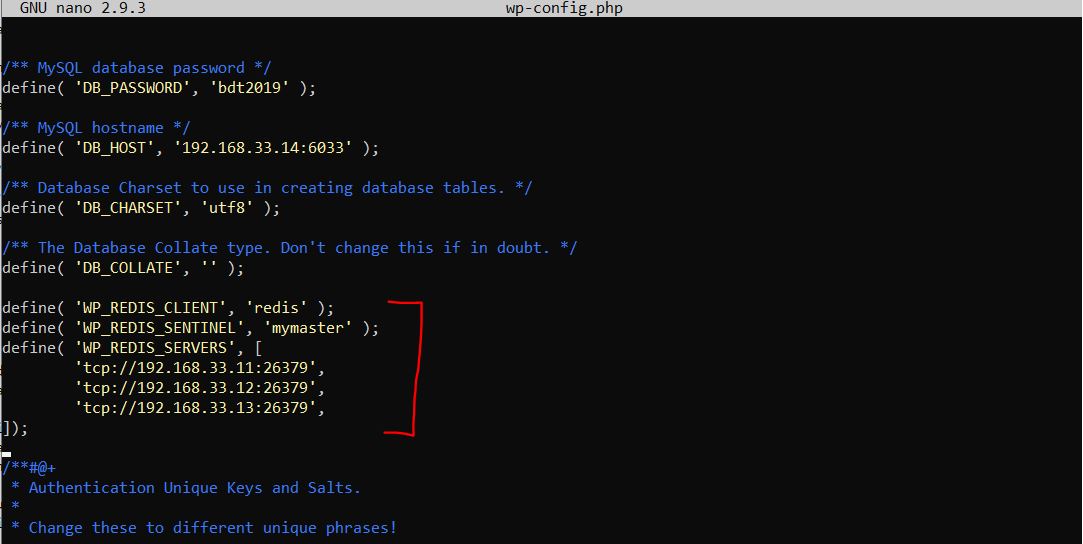 GNU nano 2.9.3 wp-config.php
/** MySQL database password */
define( 'DB_PASSWORD', 'bdt2019' );
/** MySQL hostname */
define( 'DB_HOST', '192.168.33.14:6033' );
/** Database Charset to use in creating database tables. */
define( 'DB_CHARSET', 'utf8' );
/** The Database Collate type. Don't change this if in doubt. */
define( 'DB_COLLATE', '' );
define( 'WP_REDIS_CLIENT', 'redis' );
define( 'WP_REDIS_SENTINEL', 'mymaster' );
define( 'WP_REDIS_SERVERS', [
'tcp://192.168.33.11:26379',
'tcp://192.168.33.12:26379',
'tcp://192.168.33.13:26379',
]);
/**#@+
* Authentication Unique Keys and Salts.
*
* Change these to different unique phrases!